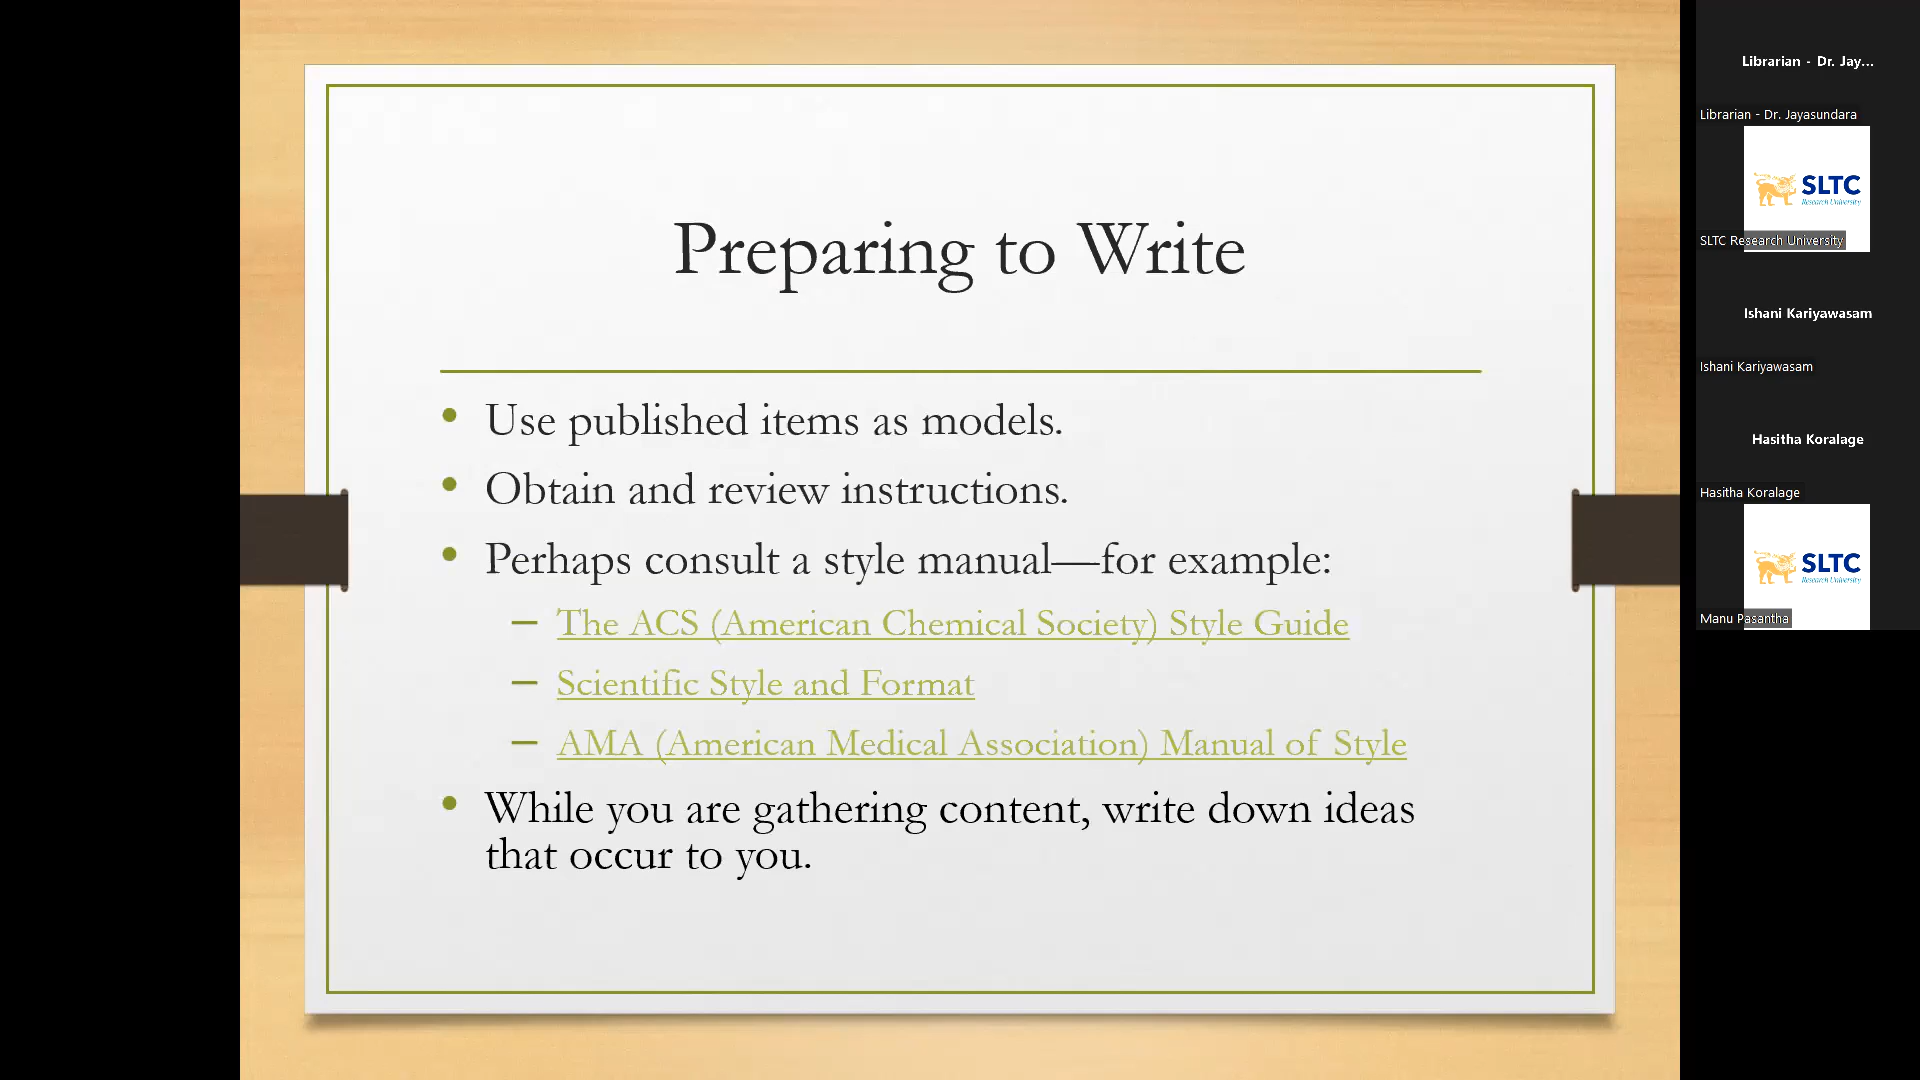 Preparing to Write
• Use published items as models.
• Obtain and review instructions.
• Perhaps consult a style manual—for example:
– The ACS (American Chemical Society) Style Guide
– Scientific Style and Format
– AMA (American Medical Association) Manual of Style
• While you are gathering content, write down ideas
that occur to you.
Librarian - Dr. Jay...
Librarian - Dr. Jayasundara
SLTC
Research University
SLTC Research University
Ishani Kariyawasam
Ishani Kariyawasam
Hasitha Koralage
Hasitha Koralage
SLTC
Research University
Manu Pasantha